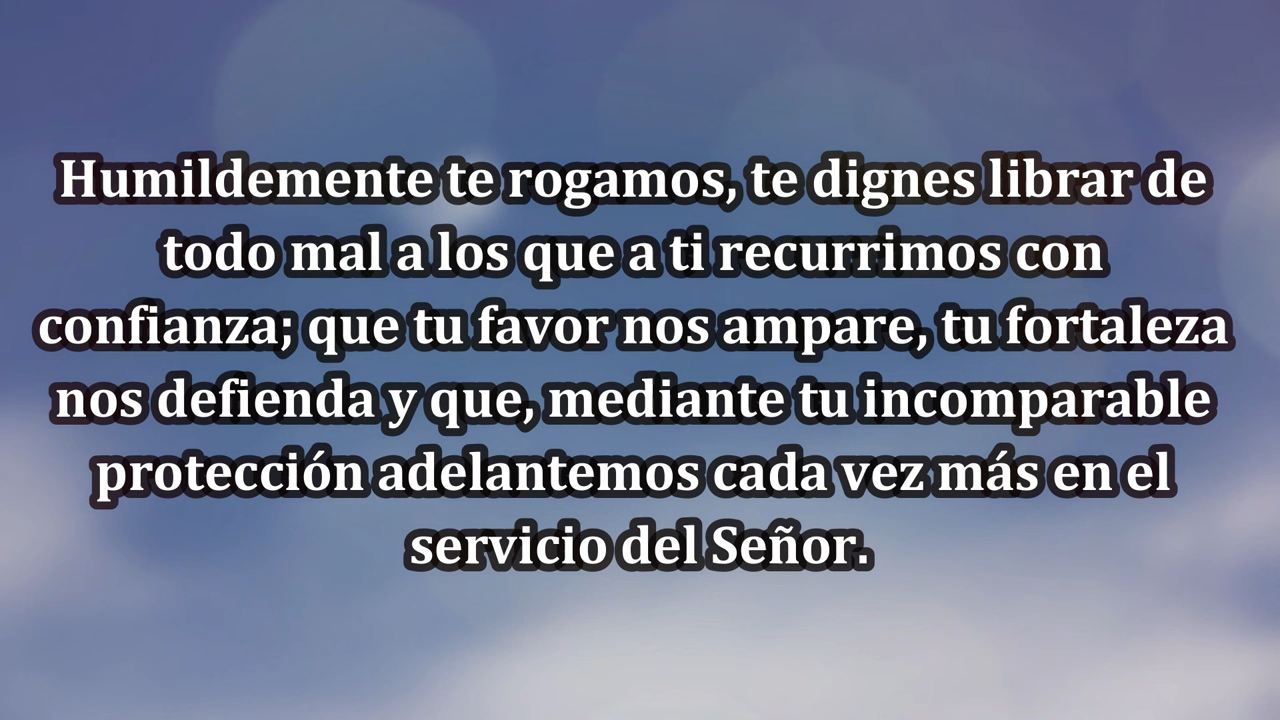 Humildemente te rogamos, te dignes librar de
todo mal a los que a ti recurrimos con
confianza; que tu favor nos ampare, tu fortaleza
nos defienda y que, mediante tu incomparable
protección adelantemos cada vez más en el
servicio del Señor.